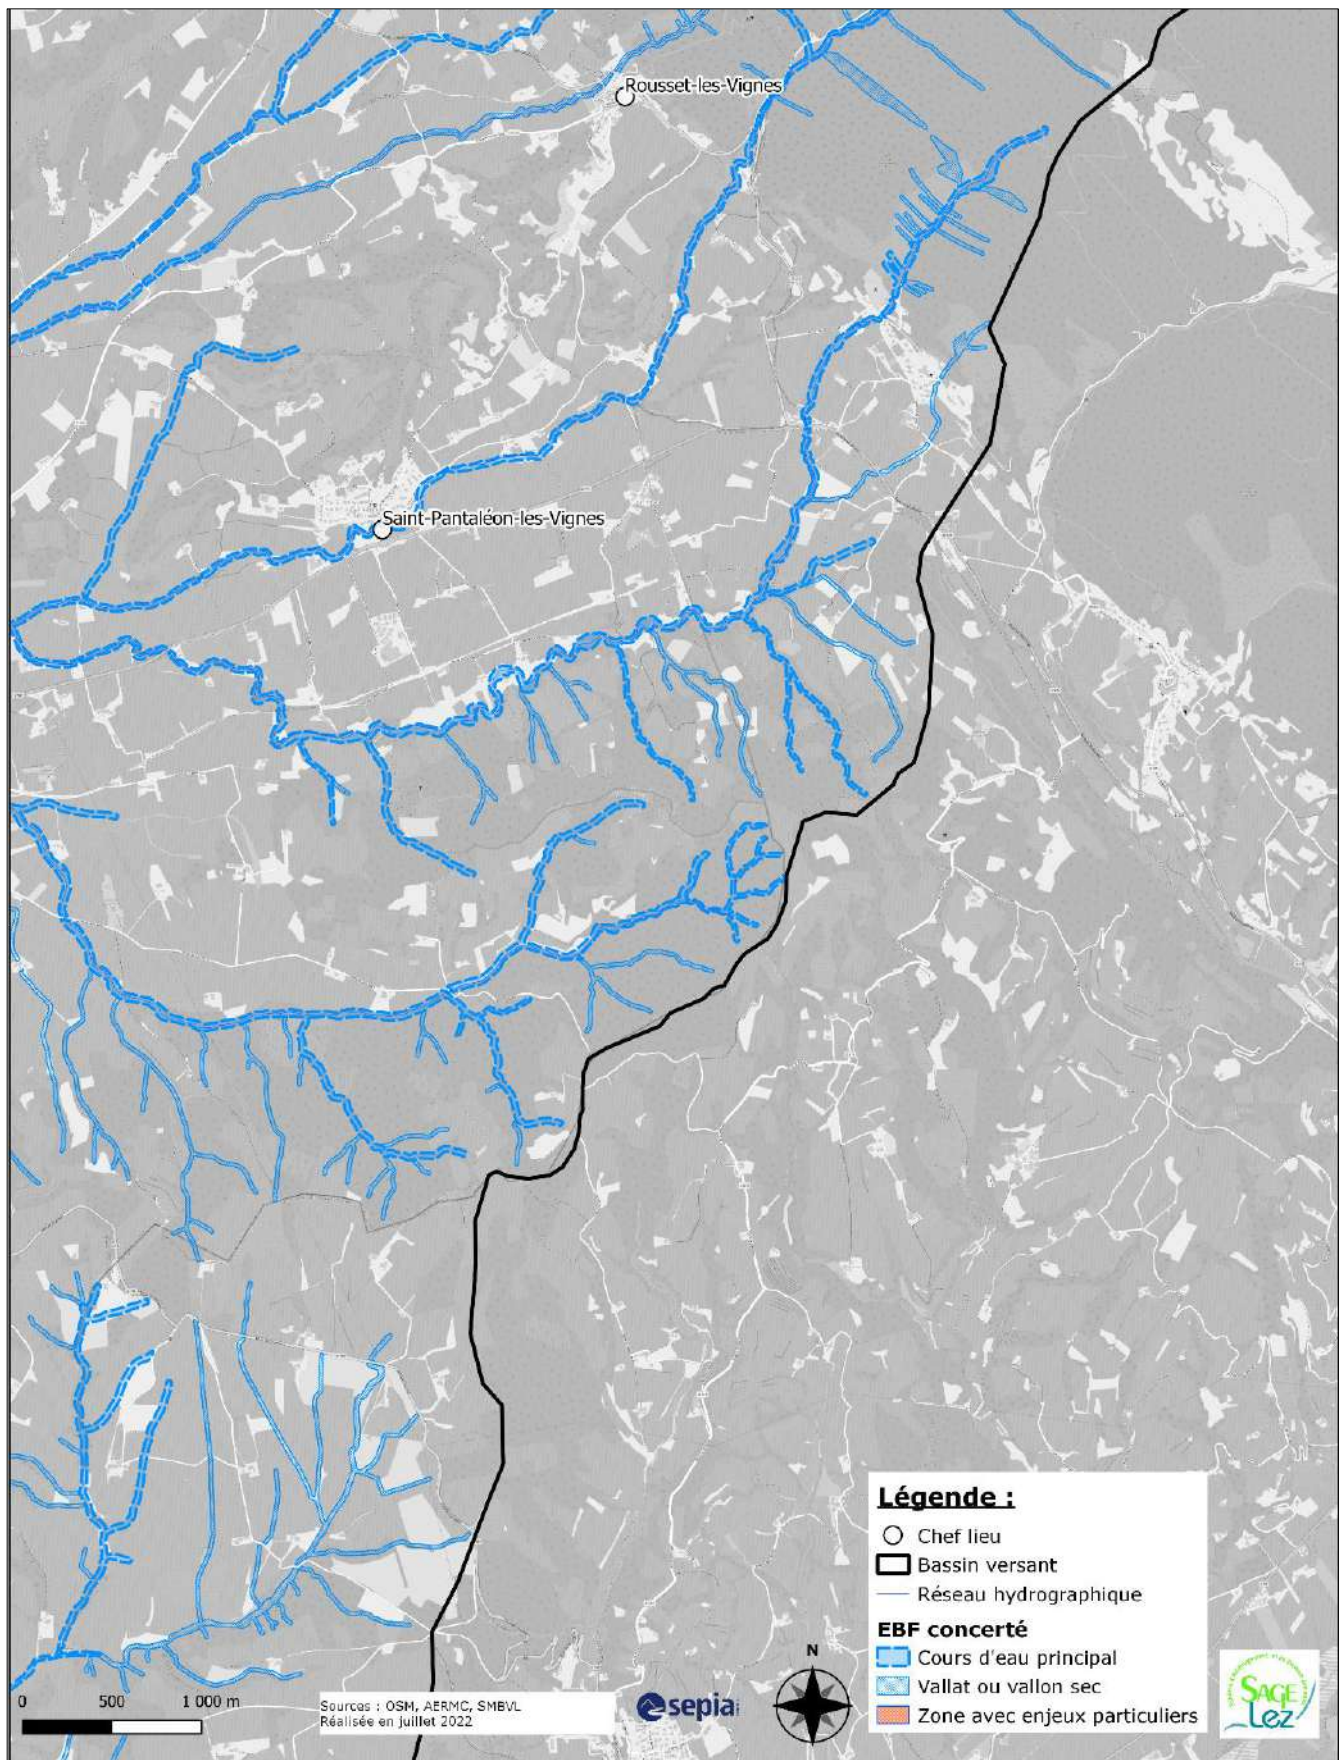 Rousset-les-Vignes
Saint-Pantaléon-les-Vignes
Légende :
Chef lieu
Bassin versant
Réseau hydrographique
EBF concerté
Cours d'eau principal
Vallat ou vallon sec
Zone avec enjeux particuliers
N
0 500 1 000 m
Sources : OSM, AERMC, SMBVL
Réalisée en juillet 2022
sepia
SAGE
Lez